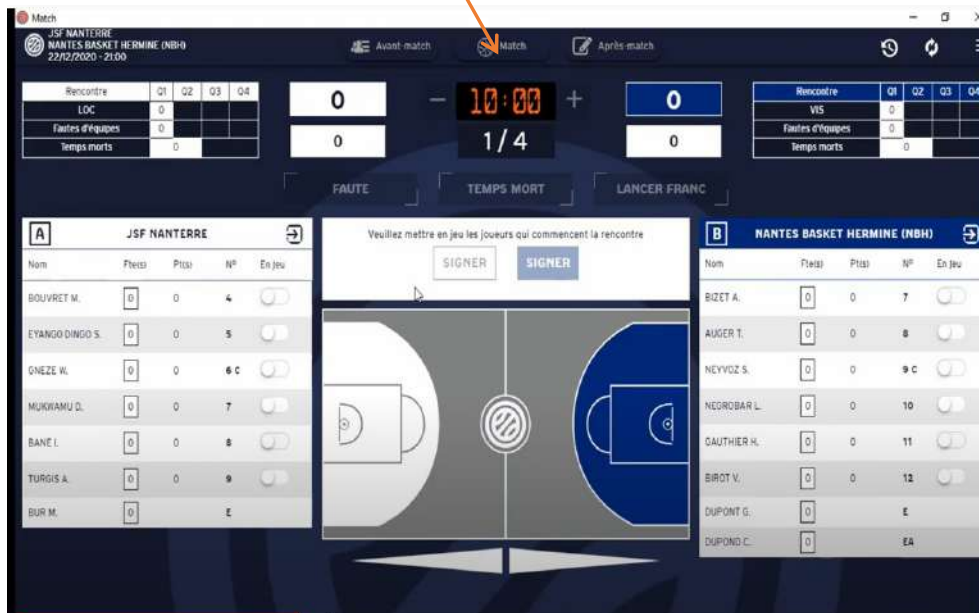 Match
JSF NANTERRE
NANTES BASKET HERMINE (NBH)
22/12/2020 - 21:00
Avant-match
Match
Après-match
Rencontre Q1 Q2 Q3 Q4
LOC 0
Fautes d'équipes 0
Temps morts 0
0
0
- 10:00 +
1/4
0
0
Rencontre Q1 Q2 Q3 Q4
VIS 0
Fautes d'équipes 0
Temps morts 0
FAUTE
TEMPS MORT
LANCER FRANC
A JSF NANTERRE
Nom Fte(s) Pt(s) N° En jeu
BOUVRET M. 0 0 4
EYANGO DINGO S. 0 0 5
GNEZE W. 0 0 6 C
MUKWAMU D. 0 0 7
BANE I. 0 0 8
TURGIS A. 0 0 9
BUR M. 0 E
Veuillez mettre en jeu les joueurs qui commencent la rencontre
SIGNER SIGNER
B NANTES BASKET HERMINE (NBH)
Nom Fte(s) Pt(s) N° En jeu
BIZET A. 0 0 7
AUGER T. 0 0 8
NEYVOZ S. 0 0 9 C
NEGROBAR L. 0 0 10
GAUTHIER H. 0 0 11
BIROT V. 0 0 12
DUPONT G. 0 E
DUPOND C. 0 EA